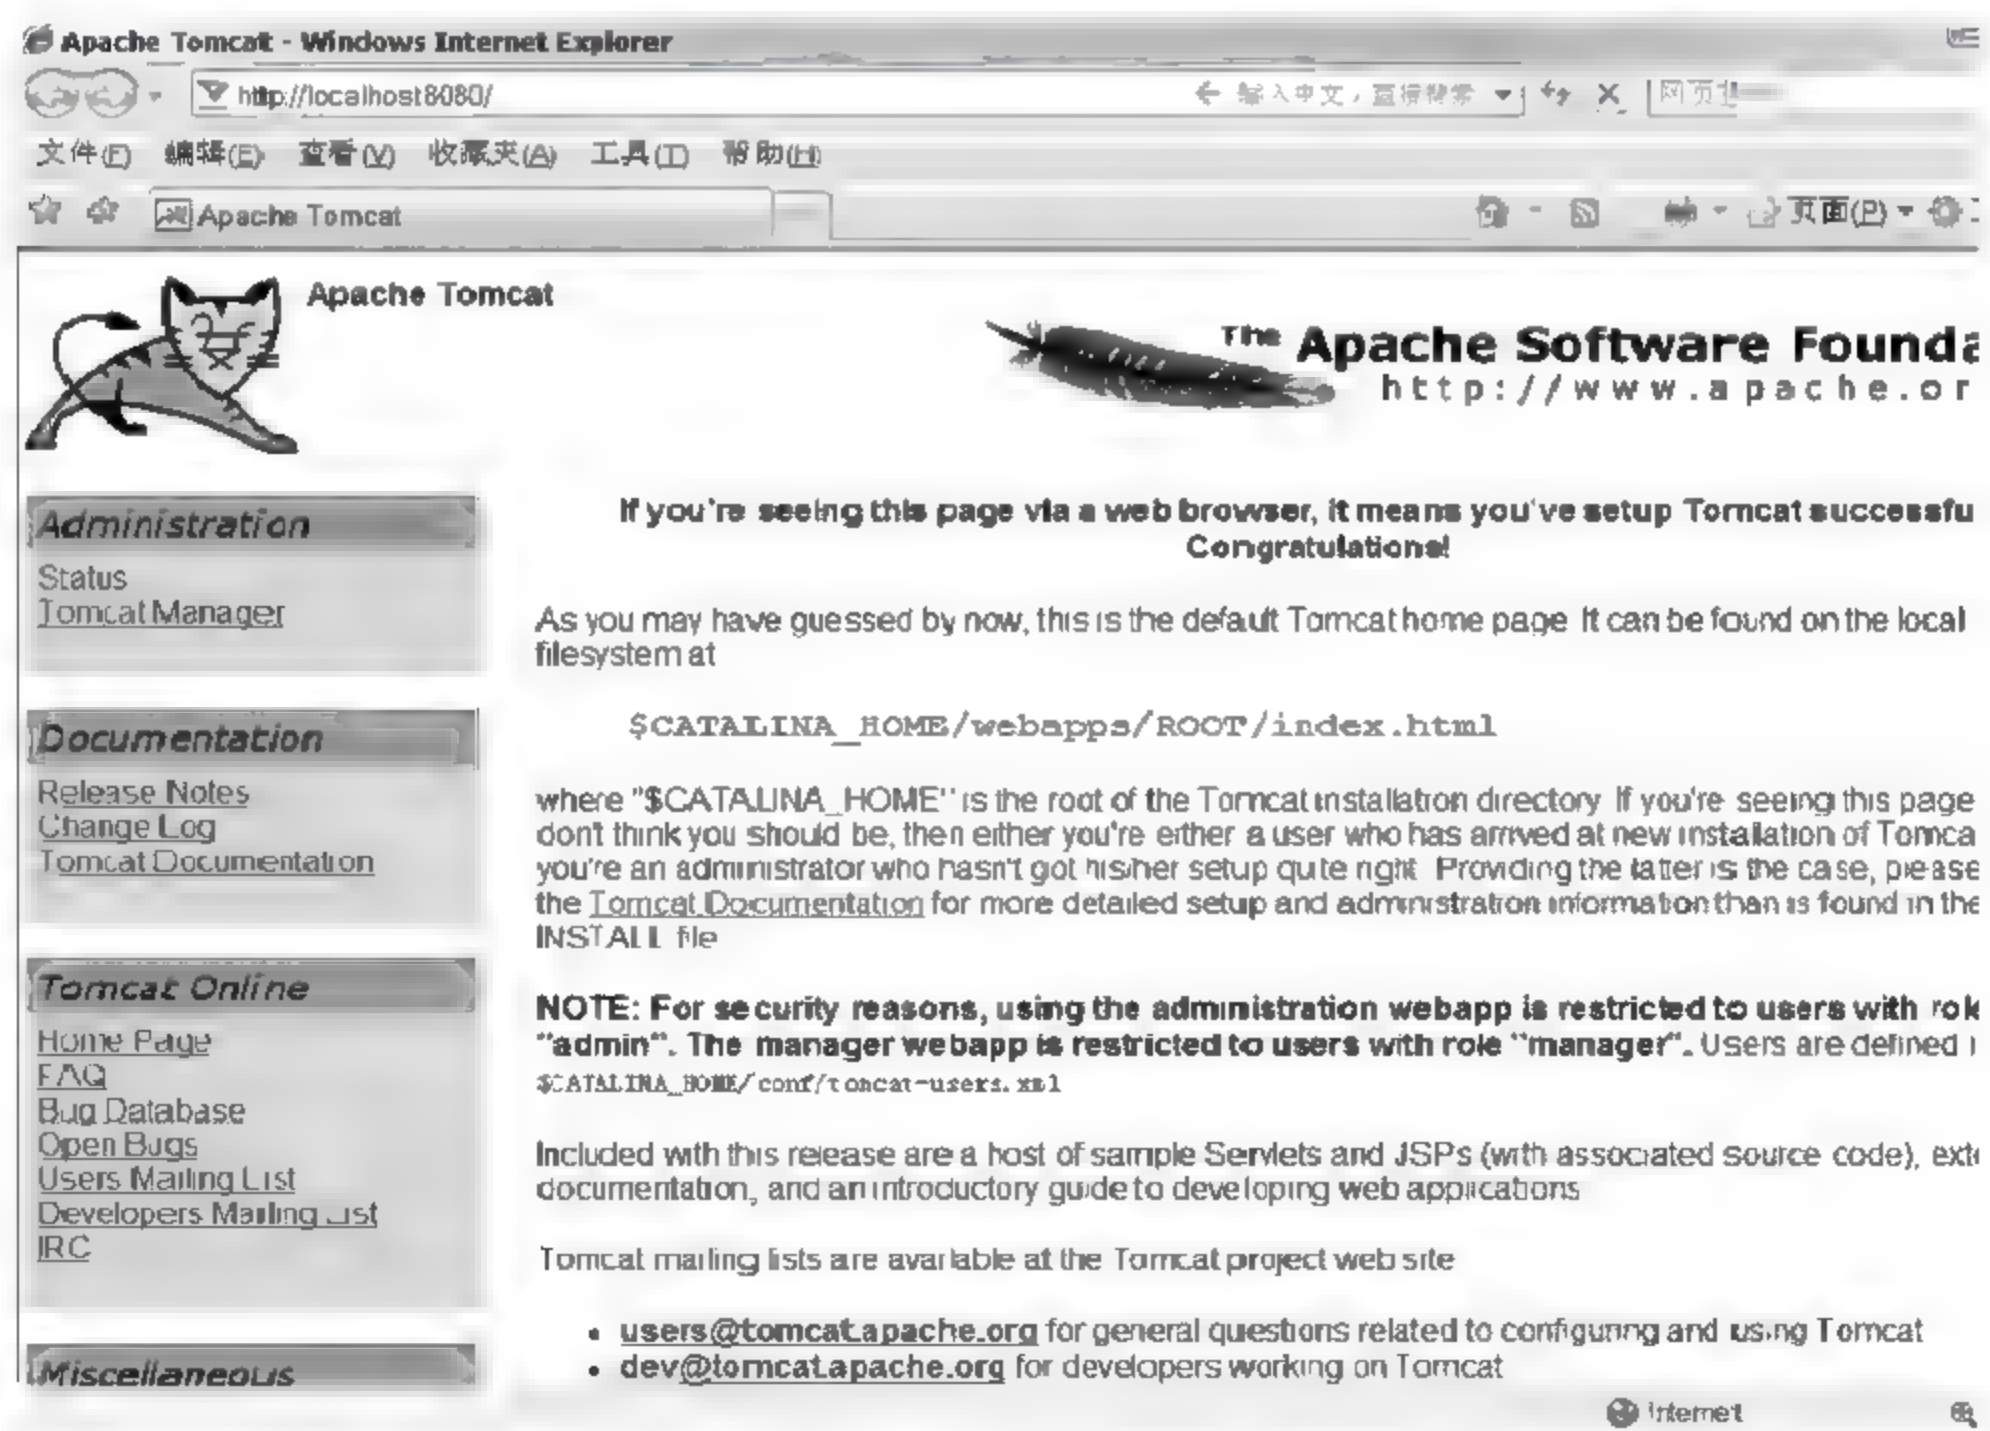 Apache Tomcat - Windows Internet Explorer
http://localhost8080/
输入中文，直接搜索
网页
文件(F) 编辑(E) 查看(V) 收藏夹(A) 工具(T) 帮助(H)
Apache Tomcat
页面(P)
Apache Tomcat
The Apache Software Founda
http://www.apache.or
Administration
Status
Tomcat Manager
Documentation
Release Notes
Change Log
Tomcat Documentation
Tomcat Online
Home Page
FAQ
Bug Database
Open Bugs
Users Mailing List
Developers Mailing List
IRC
Miscellaneous
If you're seeing this page via a web browser, it means you've setup Tomcat successfu
Congratulations!
As you may have guessed by now, this is the default Tomcat home page It can be found on the local
filesystem at
$CATALINA_HOME/webapps/ROOT/index.html
where "$CATALINA_HOME" is the root of the Tomcat installation directory If you're seeing this page
don't think you should be, then either you're either a user who has arrived at new installation of Tomca
you're an administrator who hasn't got his/her setup quite right Providing the latter is the case, please
the Tomcat Documentation for more detailed setup and administration information than is found in the
INSTALL file
NOTE: For security reasons, using the administration webapp is restricted to users with rol
"admin". The manager webapp is restricted to users with role "manager". Users are defined i
$CATALINA_HOME/conf/tomcat-users.xml
Included with this release are a host of sample Servlets and JSPs (with associated source code), ext
documentation, and an introductory guide to developing web applications
Tomcat mailing lists are available at the Tomcat project web site
• users@tomcat.apache.org for general questions related to configuring and using Tomcat
• dev@tomcat.apache.org for developers working on Tomcat
Internet